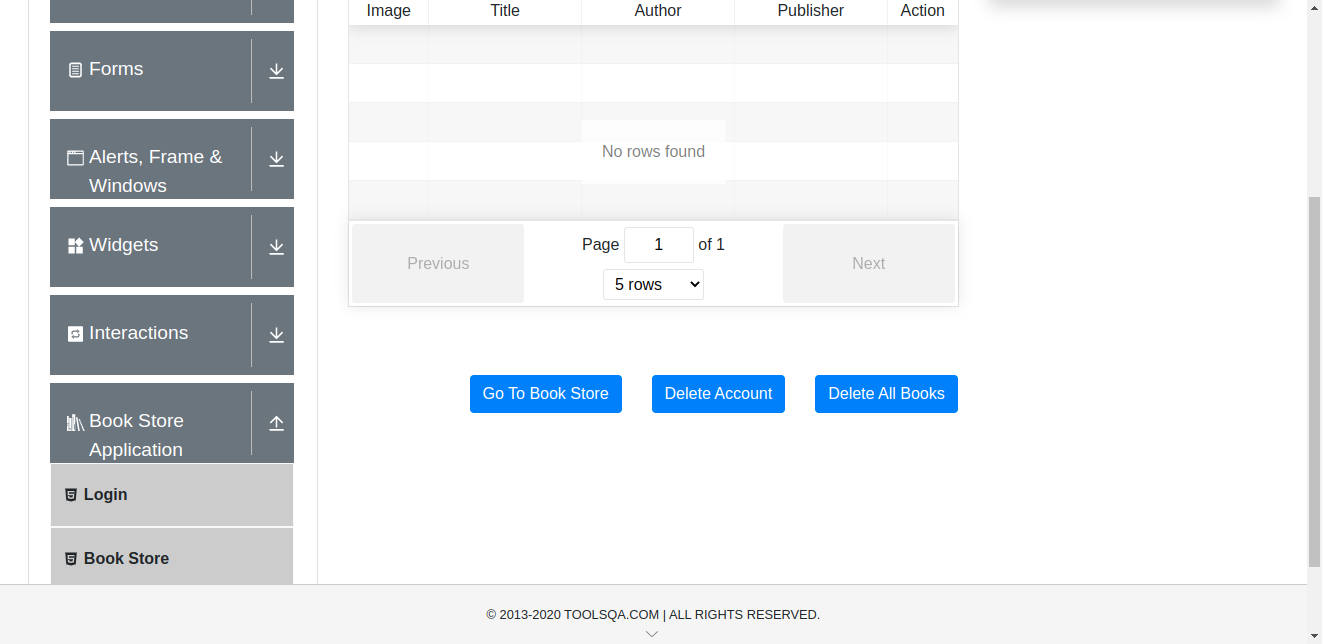 Image Title Author Publisher Action
Forms
Alerts, Frame &
Windows
Widgets
Interactions
Book Store
Application
Login
Book Store
No rows found
Previous
Page 1 of 1
5 rows
Next
Go To Book Store
Delete Account
Delete All Books
© 2013-2020 TOOLSQA.COM | ALL RIGHTS RESERVED.